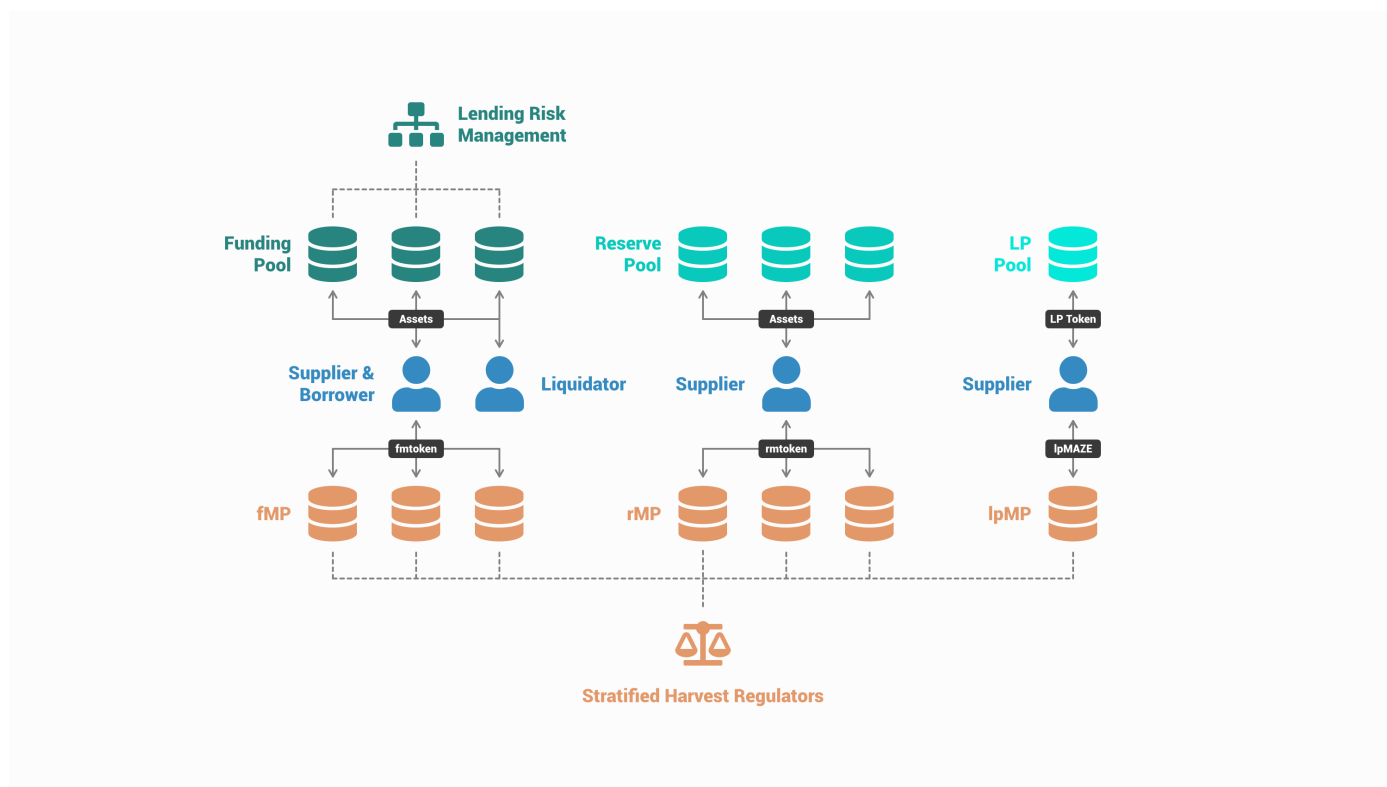 Lending Risk
Management
Funding
Pool
Reserve
Pool
LP
Pool
Assets
Assets
LP Token
Supplier &
Borrower
Liquidator
Supplier
Supplier
fmtoken
rmtoken
lpMAZE
fMP
rMP
lpMP
Stratified Harvest Regulators